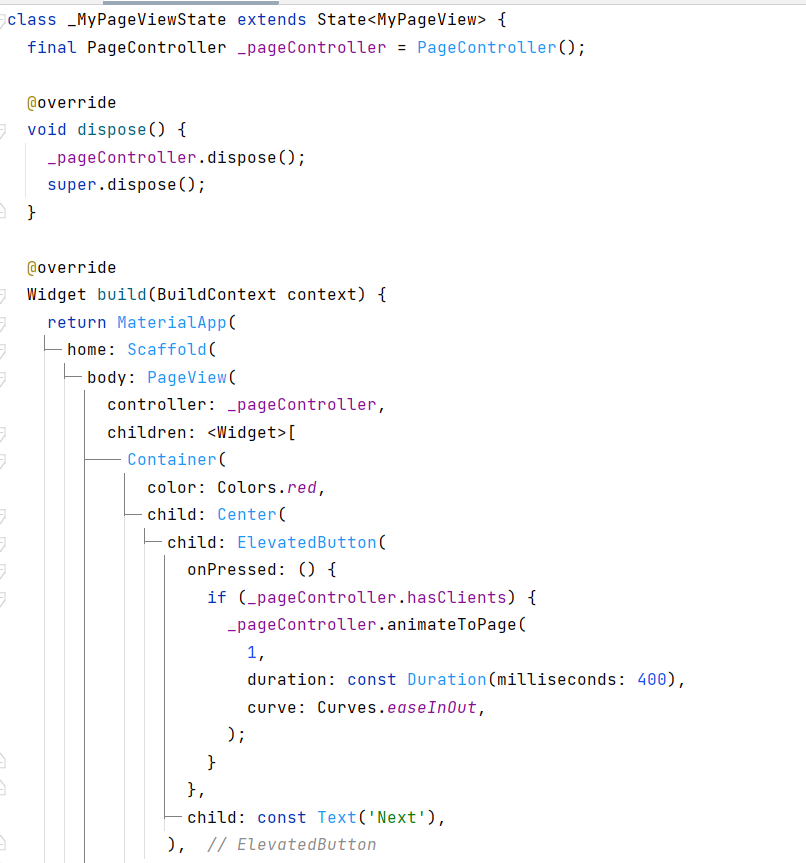 class _MyPageViewState extends State<MyPageView> {
  final PageController _pageController = PageController();

  @override
  void dispose() {
    _pageController.dispose();
    super.dispose();
  }

  @override
  Widget build(BuildContext context) {
    return MaterialApp(
      home: Scaffold(
        body: PageView(
          controller: _pageController,
          children: <Widget>[
            Container(
              color: Colors.red,
              child: Center(
                child: ElevatedButton(
                  onPressed: () {
                    if (_pageController.hasClients) {
                      _pageController.animateToPage(
                        1,
                        duration: const Duration(milliseconds: 400),
                        curve: Curves.easeInOut,
                      );
                    }
                  },
                  child: const Text('Next'),
                ),  // ElevatedButton